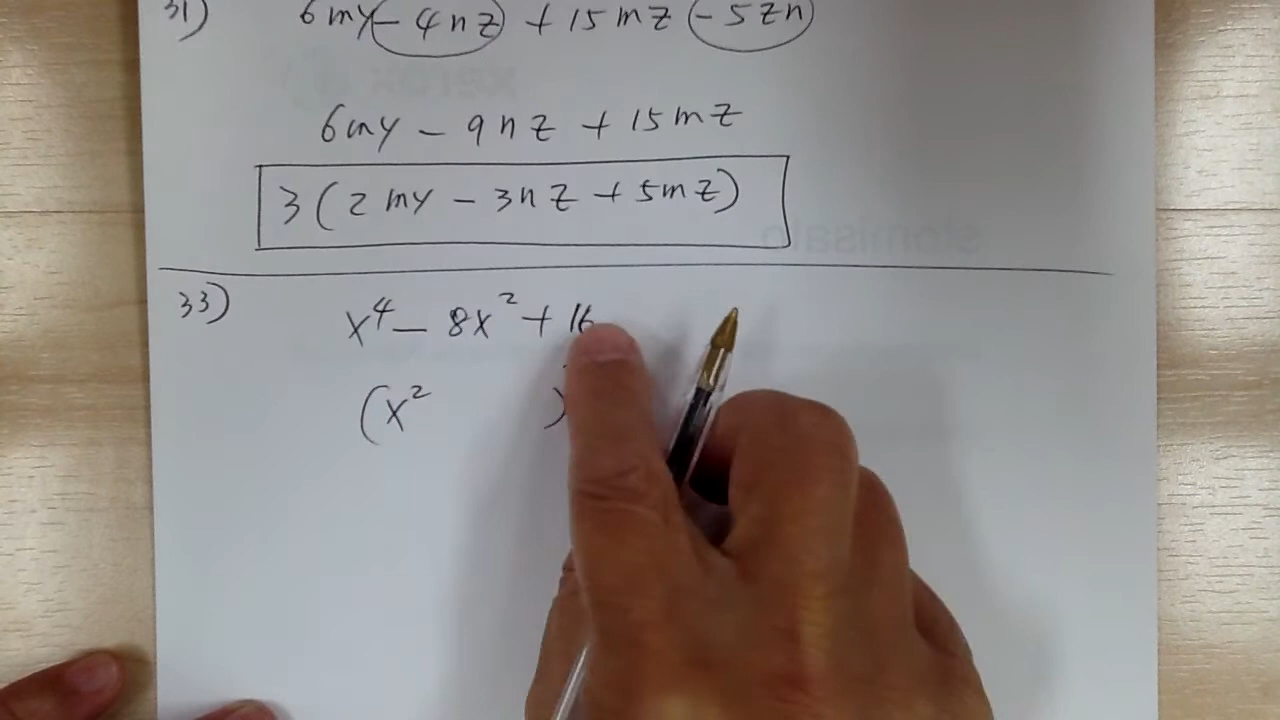 31) 6my - 4nz + 15mz - 5zn
6my - 9nz + 15mz
3(2my - 3nz + 5mz)
33) x⁴ - 8x² + 16
(x² )